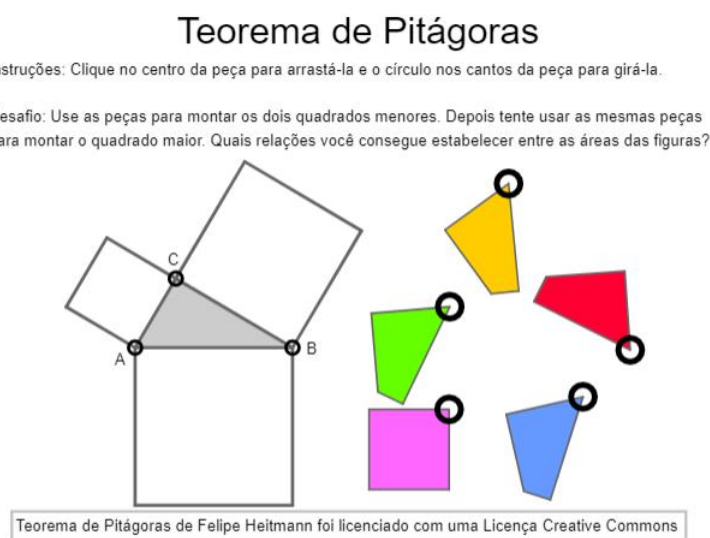 Teorema de Pitágoras
nstruções: Clique no centro da peça para arrastá-la e o círculo nos cantos da peça para girá-la.
esafio: Use as peças para montar os dois quadrados menores. Depois tente usar as mesmas peças
ara montar o quadrado maior. Quais relações você consegue estabelecer entre as áreas das figuras?
C
A
B
Teorema de Pitágoras de Felipe Heitmann foi licenciado com uma Licença Creative Commons